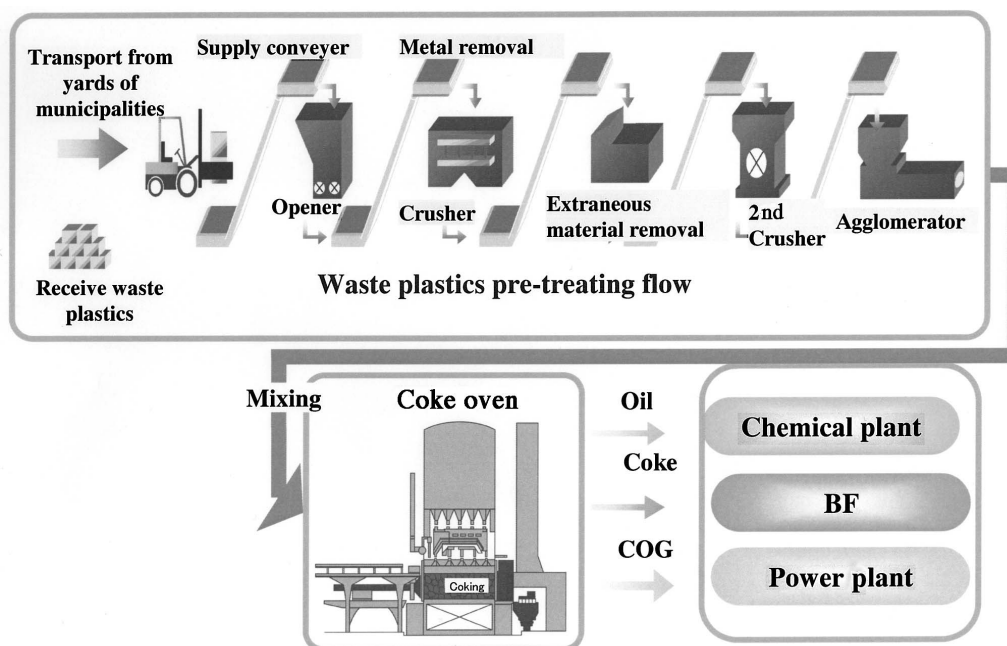 Supply conveyer
Metal removal
Transport from
yards of
municipalities
Opener
Crusher
Extraneous
material removal
2nd
Crusher
Agglomerator
Receive waste
plastics
Waste plastics pre-treating flow
Mixing
Coke oven
Coking
Oil
Coke
COG
Chemical plant
BF
Power plant